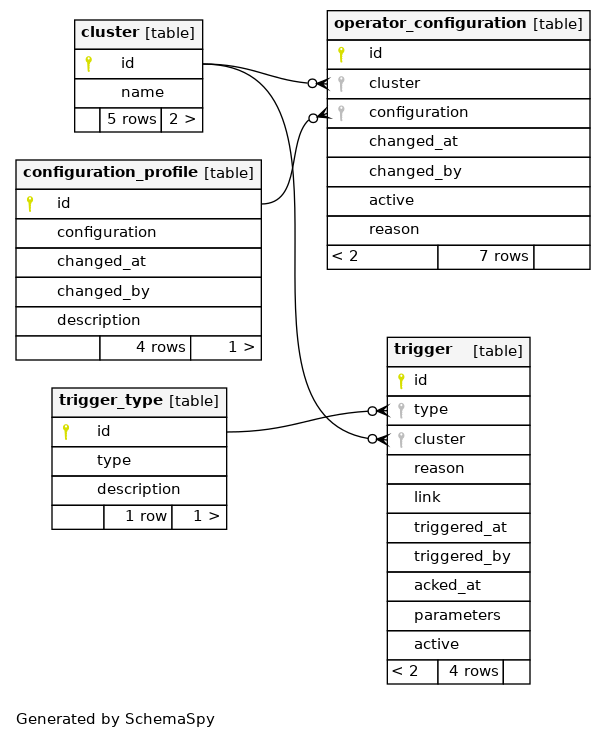 cluster [table]
id
name
5 rows 2 >
operator_configuration [table]
id
cluster
configuration
changed_at
changed_by
active
reason
< 2 7 rows
configuration_profile [table]
id
configuration
changed_at
changed_by
description
4 rows 1 >
trigger_type [table]
id
type
description
1 row 1 >
trigger [table]
id
type
cluster
reason
link
triggered_at
triggered_by
acked_at
parameters
active
< 2 4 rows
Generated by SchemaSpy